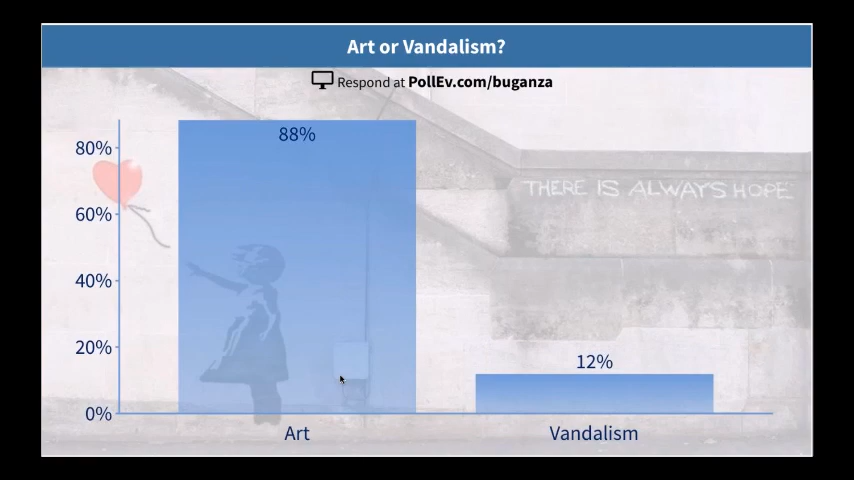 Art or Vandalism?
Respond at PollEv.com/buganza
88%
80%
THERE IS ALWAYS HOPE
60%
40%
20%
12%
0%
Art
Vandalism